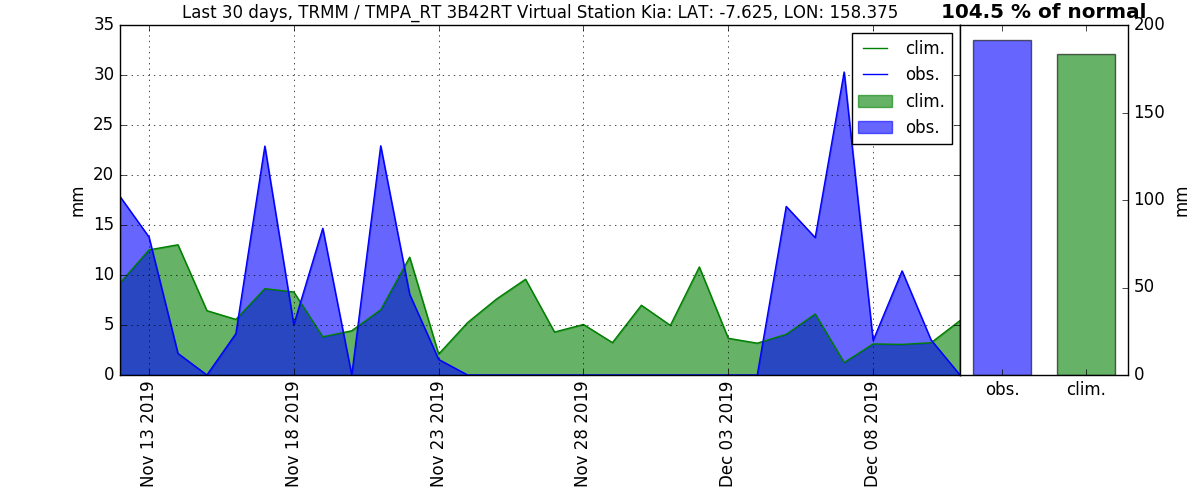 Last 30 days, TRMM / TMPA_RT 3B42RT Virtual Station Kia: LAT: -7.625, LON: 158.375
104.5 % of normal
35
30
25
20
15
10
5
0
mm
clim.
obs.
clim.
obs.
Nov 13 2019
Nov 18 2019
Nov 23 2019
Nov 28 2019
Dec 03 2019
Dec 08 2019
200
150
100
50
0
mm
obs.
clim.